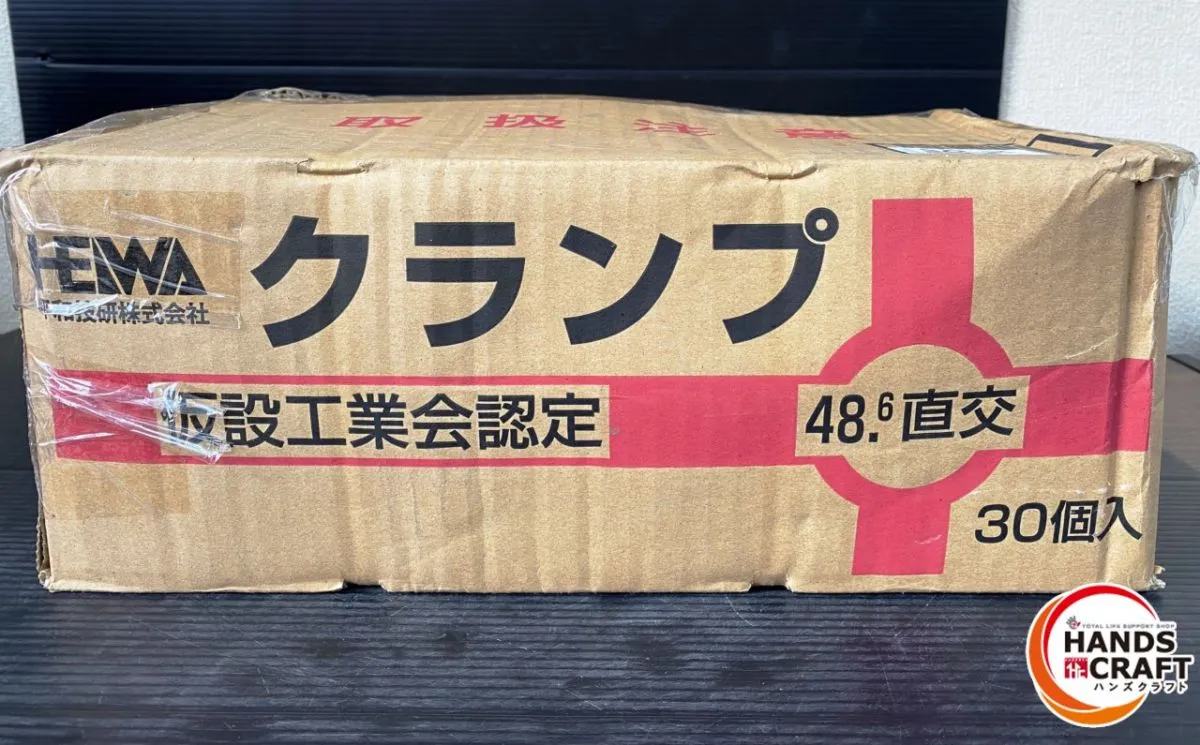 取扱注意
HEIWA
平和技研株式会社
クランプ
仮設工業会認定
48.6直交
30個入
TOTAL LIFE SUPPORT SHOP
HANDS
CRAFT
ハンズクラフト